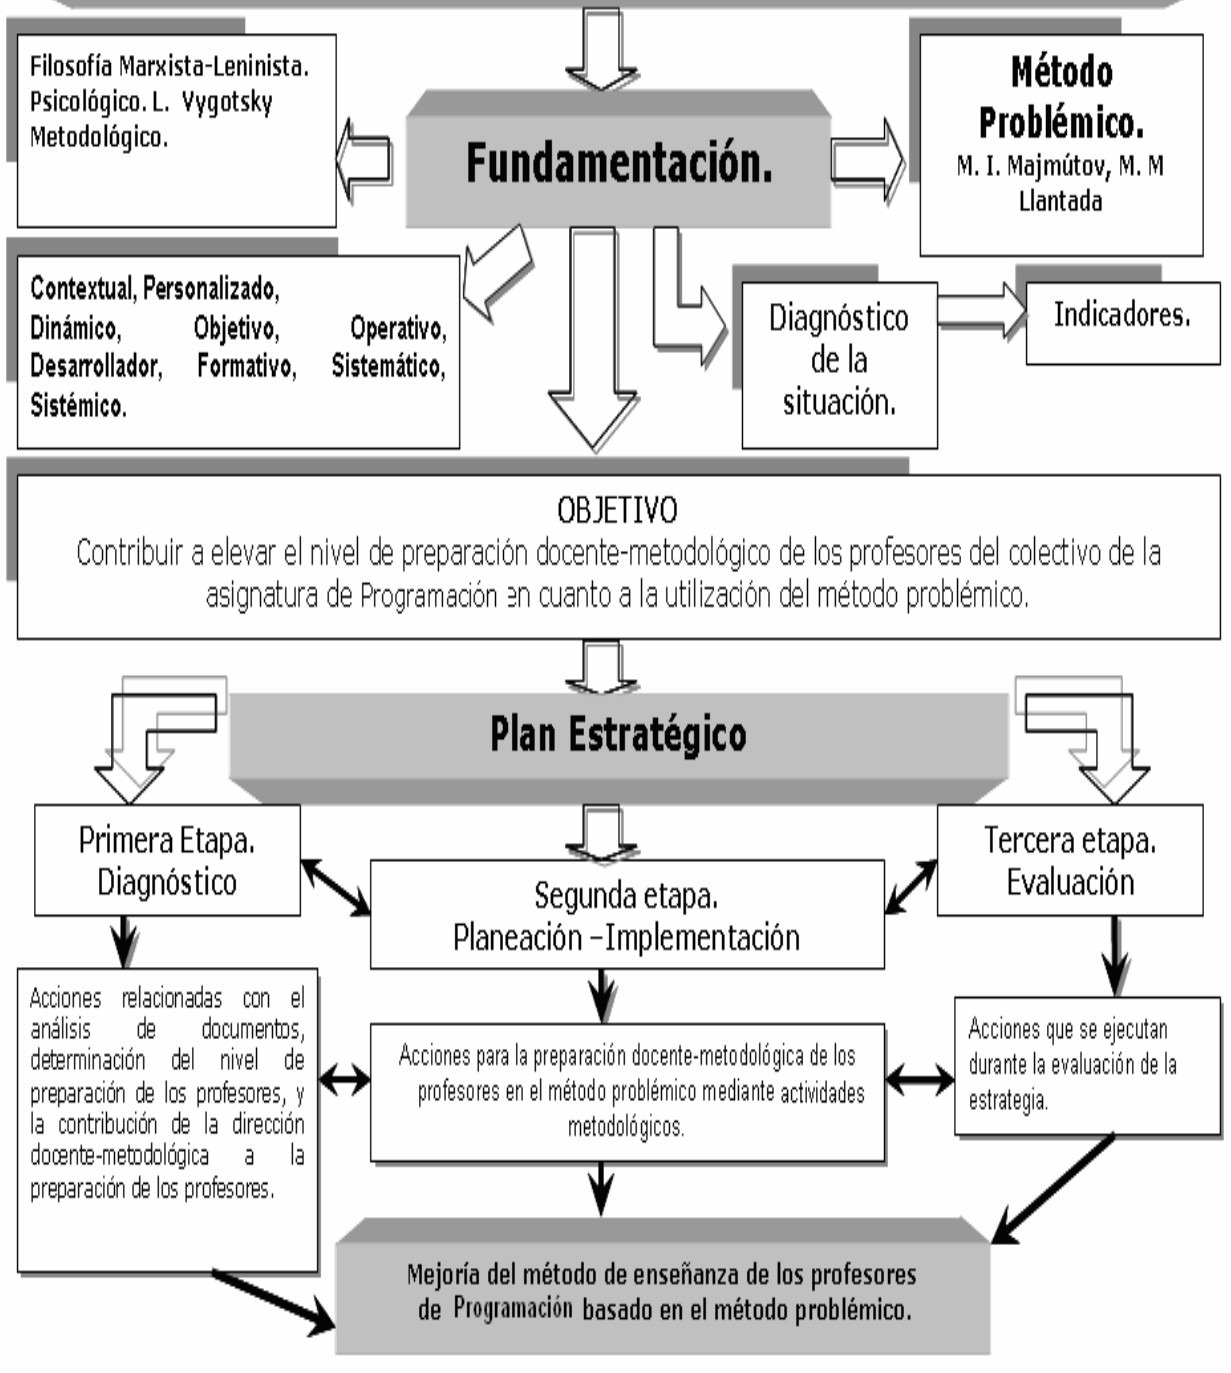 Filosofía Marxista-Leninista.
Psicológico. L. Vygotsky
Metodológico.
Fundamentación.
Método
Problémico.
M. I. Majmútov, M. M
Llantada
Contextual, Personalizado,
Dinámico, Objetivo, Operativo,
Desarrollador, Formativo, Sistemático,
Sistémico.
Diagnóstico
de la
situación.
Indicadores.
OBJETIVO
Contribuir a elevar el nivel de preparación docente-metodológico de los profesores del colectivo de la
asignatura de Programación en cuanto a la utilización del método problémico.
Plan Estratégico
Primera Etapa.
Diagnóstico
Segunda etapa.
Planeación –Implementación
Tercera etapa.
Evaluación
Acciones relacionadas con el
análisis de documentos,
determinación del nivel de
preparación de los profesores, y
la contribución de la dirección
docente-metodológica a la
preparación de los profesores.
Acciones para la preparación docente-metodológica de los
profesores en el método problémico mediante actividades
metodológicos.
Acciones que se ejecutan
durante la evaluación de la
estrategia.
Mejoría del método de enseñanza de los profesores
de Programación basado en el método problémico.